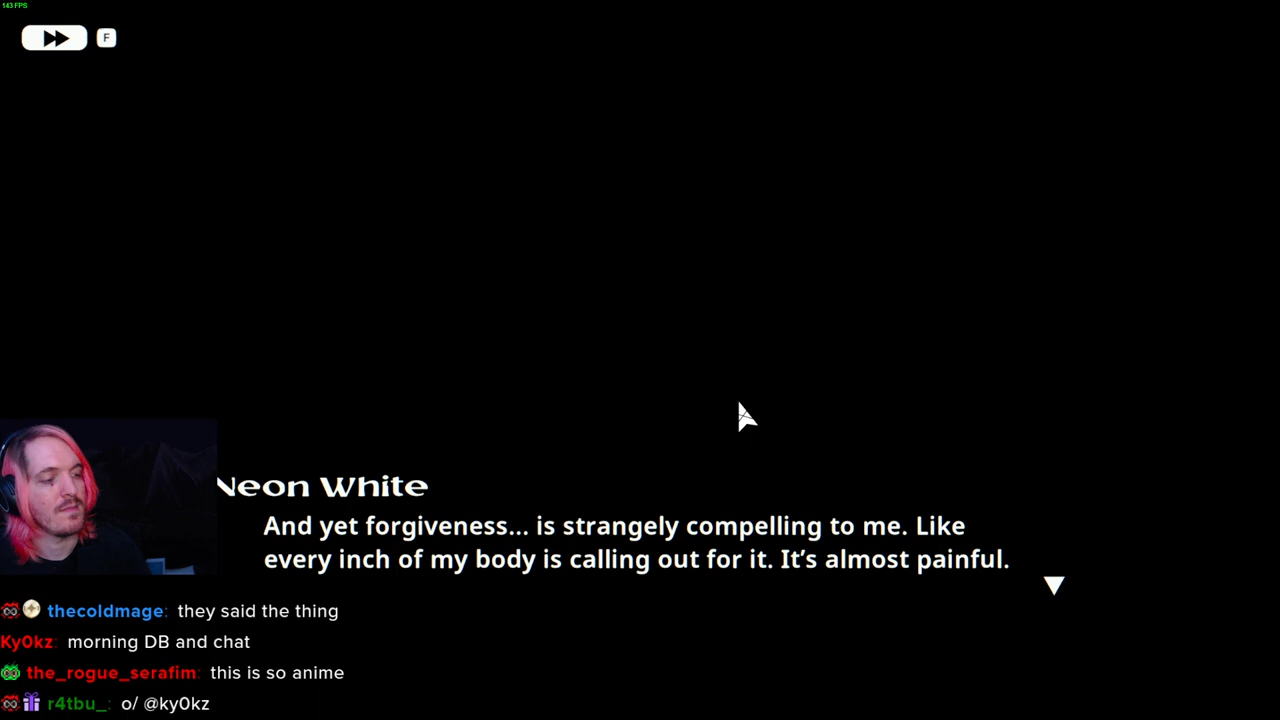 143 FPS
F
Neon White
And yet forgiveness... is strangely compelling to me. Like
every inch of my body is calling out for it. It’s almost painful.
thecoldmage: they said the thing
Ky0kz: morning DB and chat
the_rogue_serafim: this is so anime
r4tbu_: o/ @ky0kz